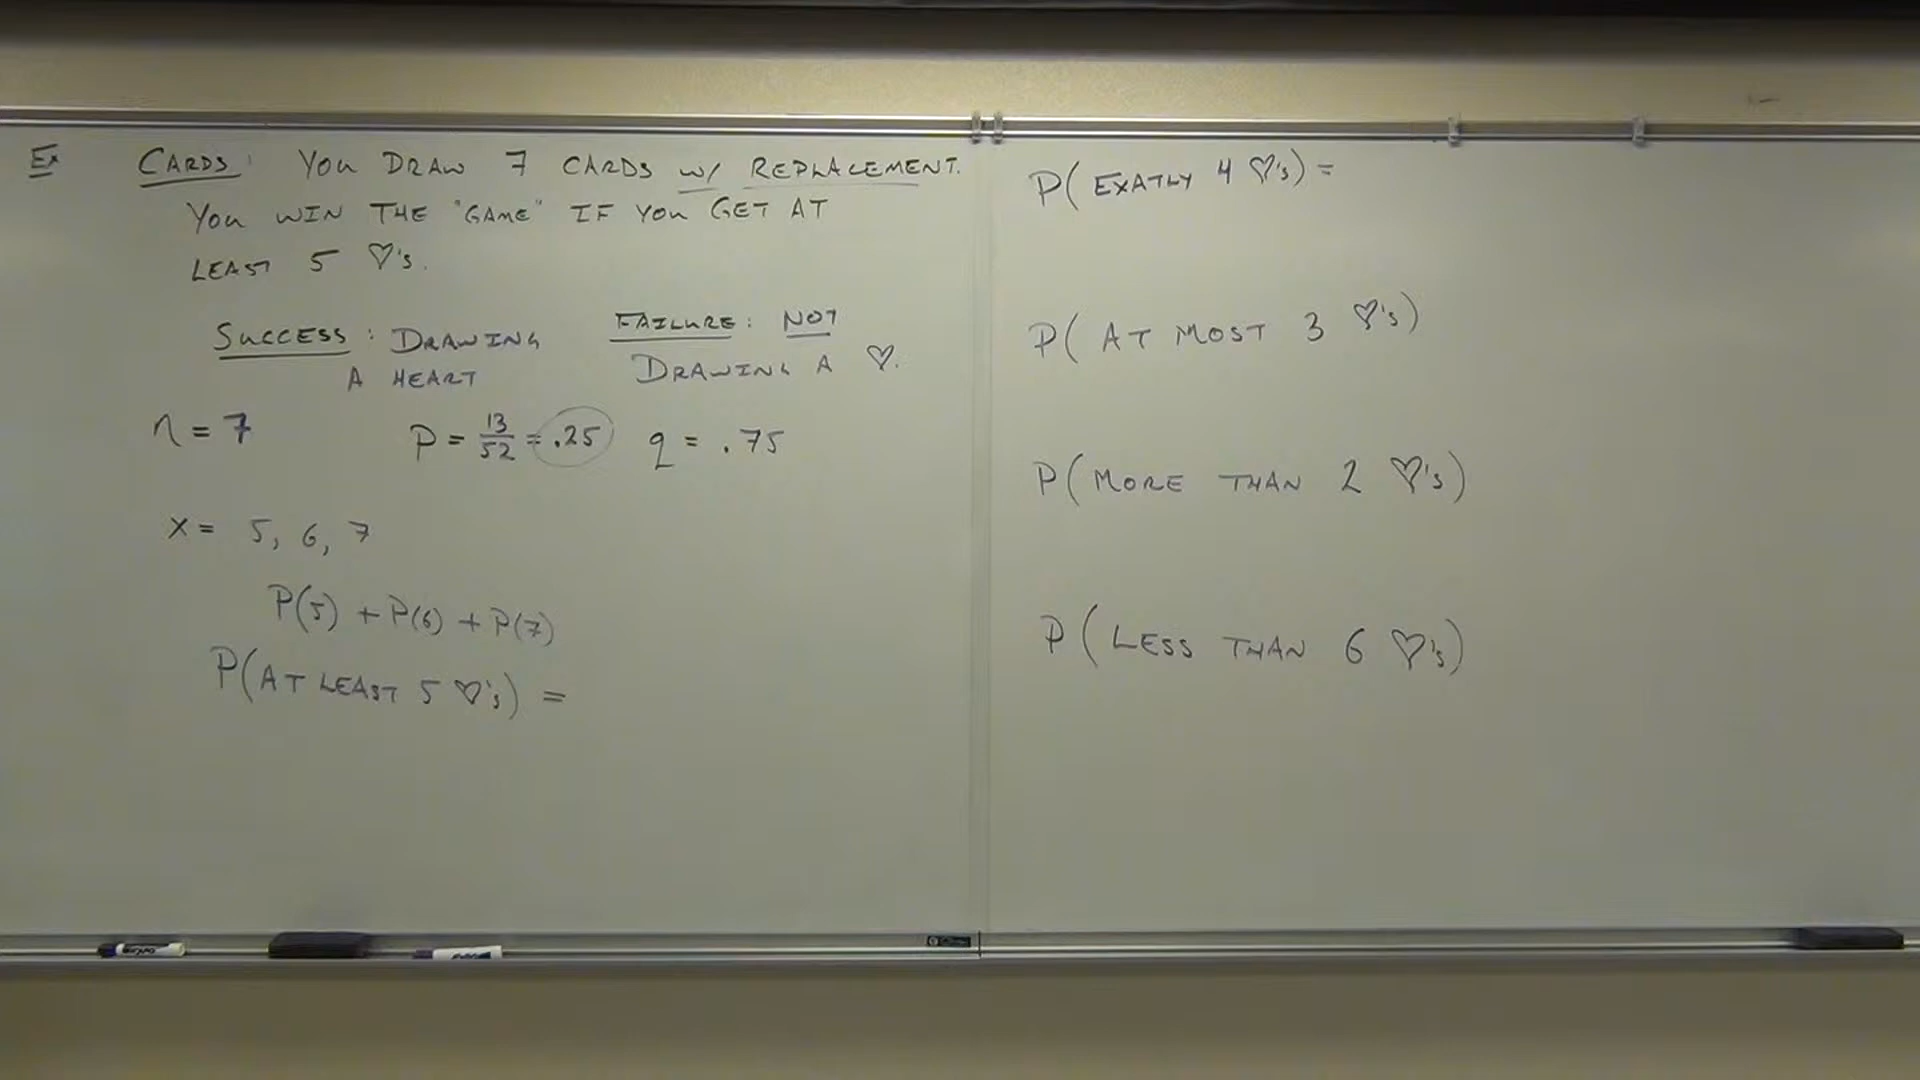 Ex CARDS: YOU DRAW 7 CARDS W/ REPLACEMENT.
YOU WIN THE "GAME" IF YOU GET AT
LEAST 5 ♡'s.
SUCCESS: DRAWING
A HEART
FAILURE: NOT
DRAWING A ♡.
n = 7 P = 13/52 = .25 q = .75
X = 5, 6, 7
P(5) + P(6) + P(7)
P(AT LEAST 5 ♡'s) =
P(EXATLY 4 ♡'s) =
P(AT MOST 3 ♡'s)
P(MORE THAN 2 ♡'s)
P(LESS THAN 6 ♡'s)